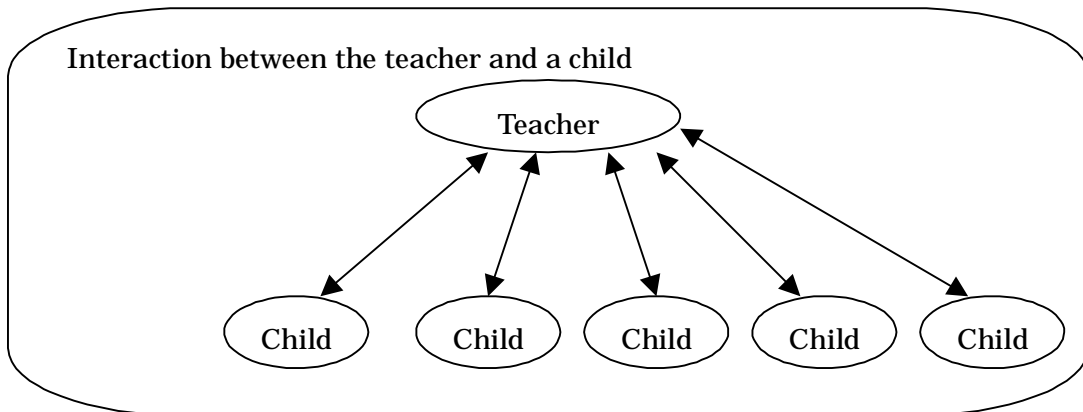 Interaction between the teacher and a child
Teacher
Child Child Child Child Child